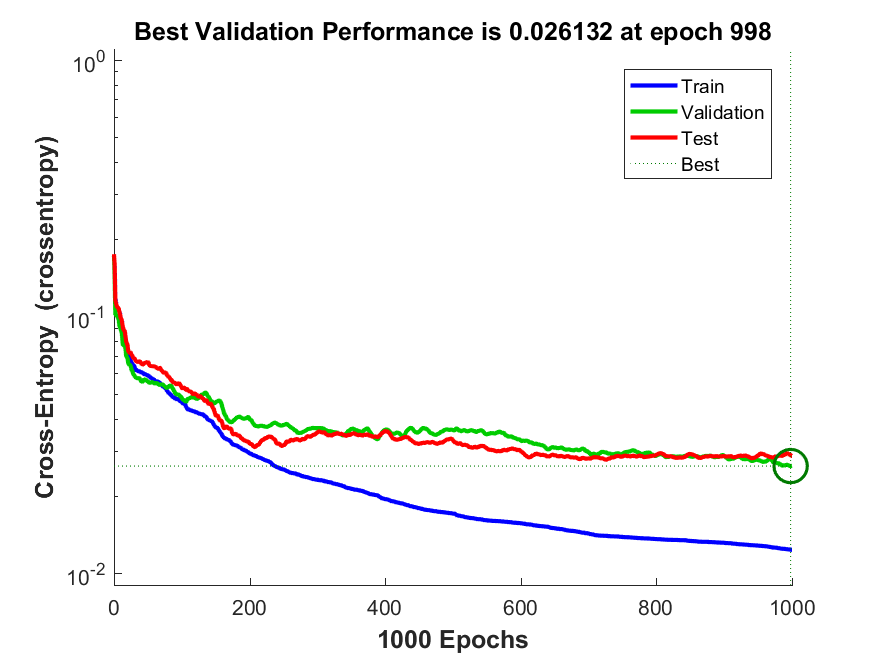 Best Validation Performance is 0.026132 at epoch 998
Cross-Entropy  (crossentropy)
10^0
10^-1
10^-2
Train
Validation
Test
Best
0 200 400 600 800 1000
1000 Epochs